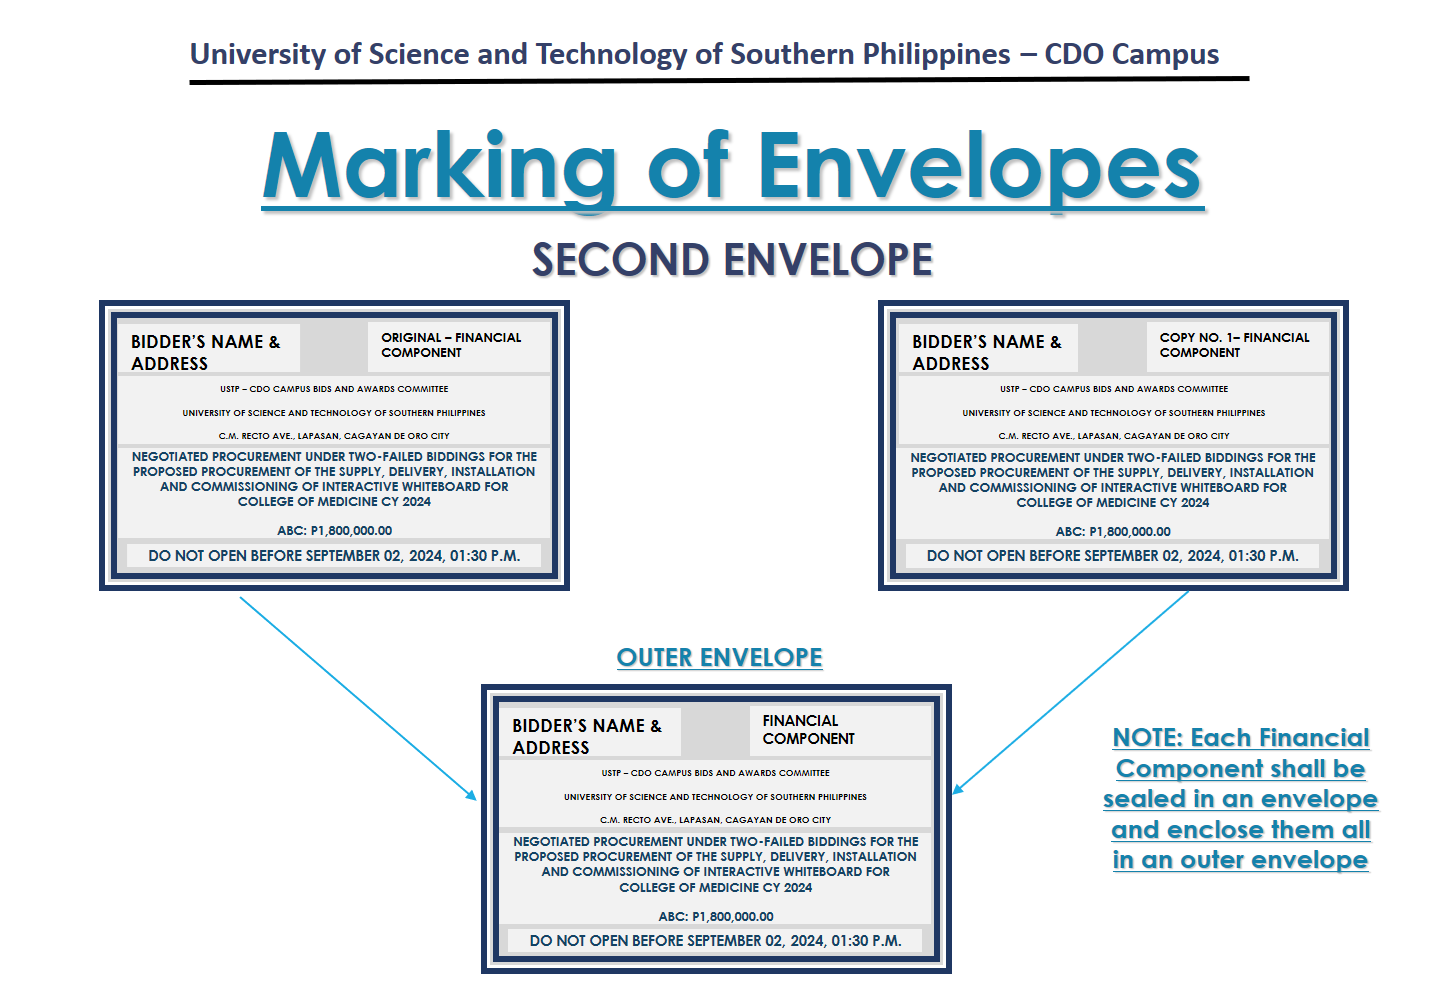 University of Science and Technology of Southern Philippines – CDO Campus
Marking of Envelopes
SECOND ENVELOPE
BIDDER'S NAME &
ADDRESS
ORIGINAL – FINANCIAL
COMPONENT
USTP – CDO CAMPUS BIDS AND AWARDS COMMITTEE
UNIVERSITY OF SCIENCE AND TECHNOLOGY OF SOUTHERN PHILIPPINES
C.M. RECTO AVE., LAPASAN, CAGAYAN DE ORO CITY
NEGOTIATED PROCUREMENT UNDER TWO-FAILED BIDDINGS FOR THE
PROPOSED PROCUREMENT OF THE SUPPLY, DELIVERY, INSTALLATION
AND COMMISSIONING OF INTERACTIVE WHITEBOARD FOR
COLLEGE OF MEDICINE CY 2024
ABC: P1,800,000.00
DO NOT OPEN BEFORE SEPTEMBER 02, 2024, 01:30 P.M.
BIDDER'S NAME &
ADDRESS
COPY NO. 1– FINANCIAL
COMPONENT
USTP – CDO CAMPUS BIDS AND AWARDS COMMITTEE
UNIVERSITY OF SCIENCE AND TECHNOLOGY OF SOUTHERN PHILIPPINES
C.M. RECTO AVE., LAPASAN, CAGAYAN DE ORO CITY
NEGOTIATED PROCUREMENT UNDER TWO-FAILED BIDDINGS FOR THE
PROPOSED PROCUREMENT OF THE SUPPLY, DELIVERY, INSTALLATION
AND COMMISSIONING OF INTERACTIVE WHITEBOARD FOR
COLLEGE OF MEDICINE CY 2024
ABC: P1,800,000.00
DO NOT OPEN BEFORE SEPTEMBER 02, 2024, 01:30 P.M.
OUTER ENVELOPE
BIDDER'S NAME &
ADDRESS
FINANCIAL
COMPONENT
USTP – CDO CAMPUS BIDS AND AWARDS COMMITTEE
UNIVERSITY OF SCIENCE AND TECHNOLOGY OF SOUTHERN PHILIPPINES
C.M. RECTO AVE., LAPASAN, CAGAYAN DE ORO CITY
NEGOTIATED PROCUREMENT UNDER TWO-FAILED BIDDINGS FOR THE
PROPOSED PROCUREMENT OF THE SUPPLY, DELIVERY, INSTALLATION
AND COMMISSIONING OF INTERACTIVE WHITEBOARD FOR
COLLEGE OF MEDICINE CY 2024
ABC: P1,800,000.00
DO NOT OPEN BEFORE SEPTEMBER 02, 2024, 01:30 P.M.
NOTE: Each Financial
Component shall be
sealed in an envelope
and enclose them all
in an outer envelope